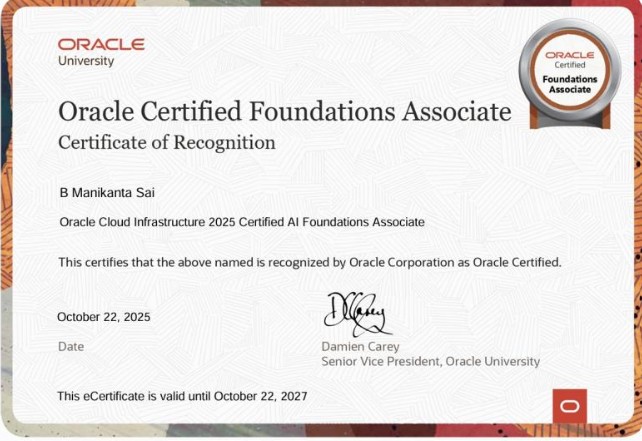 ORACLE
University
ORACLE
Certified
Foundations
Associate
Oracle Certified Foundations Associate
Certificate of Recognition
B Manikanta Sai
Oracle Cloud Infrastructure 2025 Certified AI Foundations Associate
This certifies that the above named is recognized by Oracle Corporation as Oracle Certified.
October 22, 2025
Date
DCarey
Damien Carey
Senior Vice President, Oracle University
This eCertificate is valid until October 22, 2027